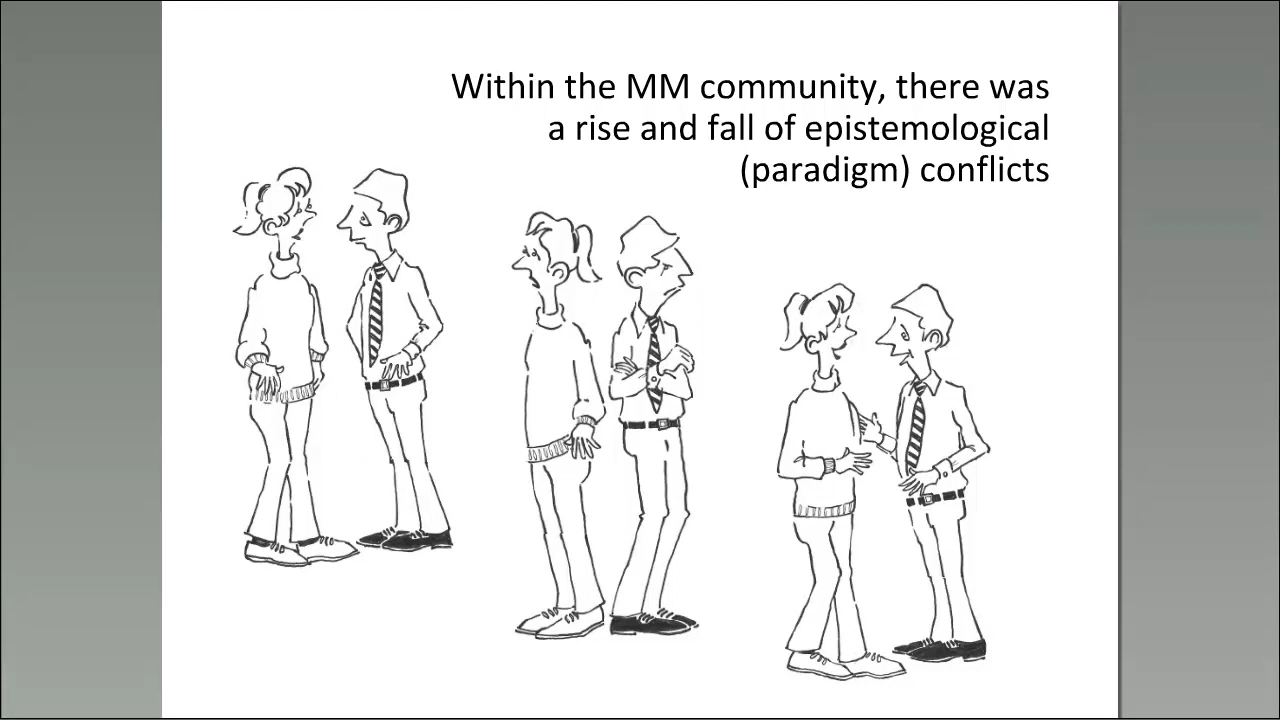 Within the MM community, there was
a rise and fall of epistemological
(paradigm) conflicts